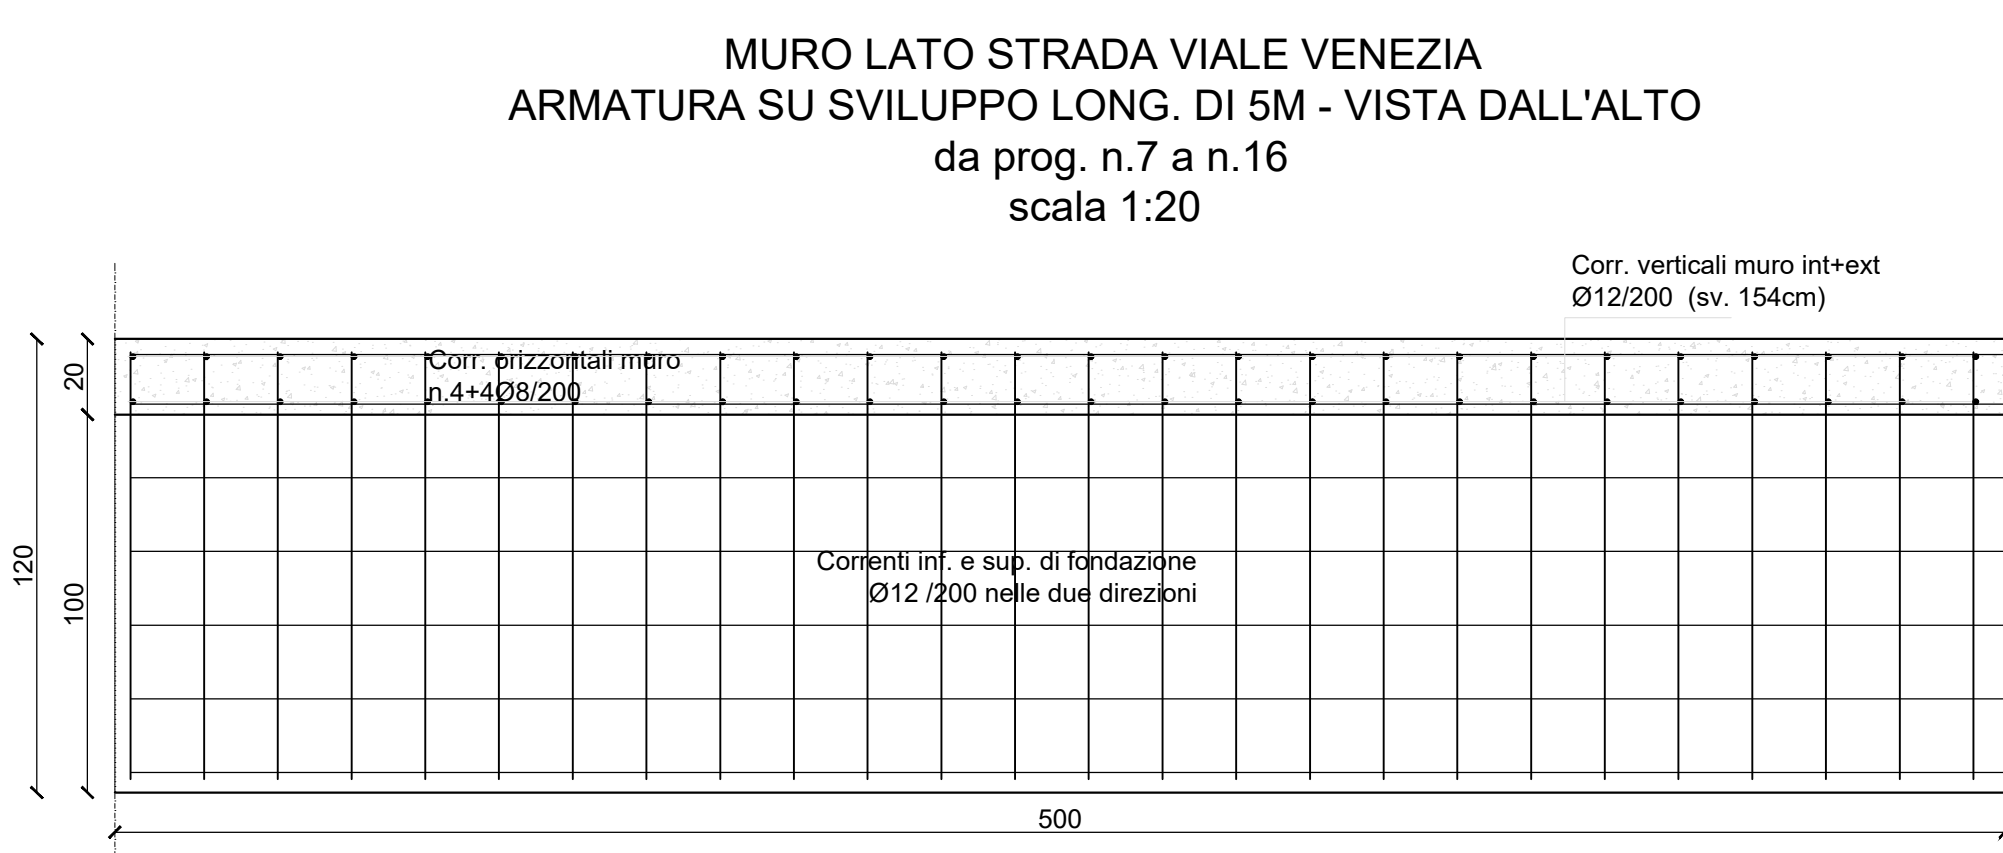 MURO LATO STRADA VIALE VENEZIA
ARMATURA SU SVILUPPO LONG. DI 5M - VISTA DALL'ALTO
da prog. n.7 a n.16
scala 1:20
Corr. verticali muro int+ext
Ø12/200 (sv. 154cm)
20
Corr. orizzontali muro
n.4+4Ø8/200
120
100
Correnti inf. e sup. di fondazione
Ø12 /200 nelle due direzioni
500